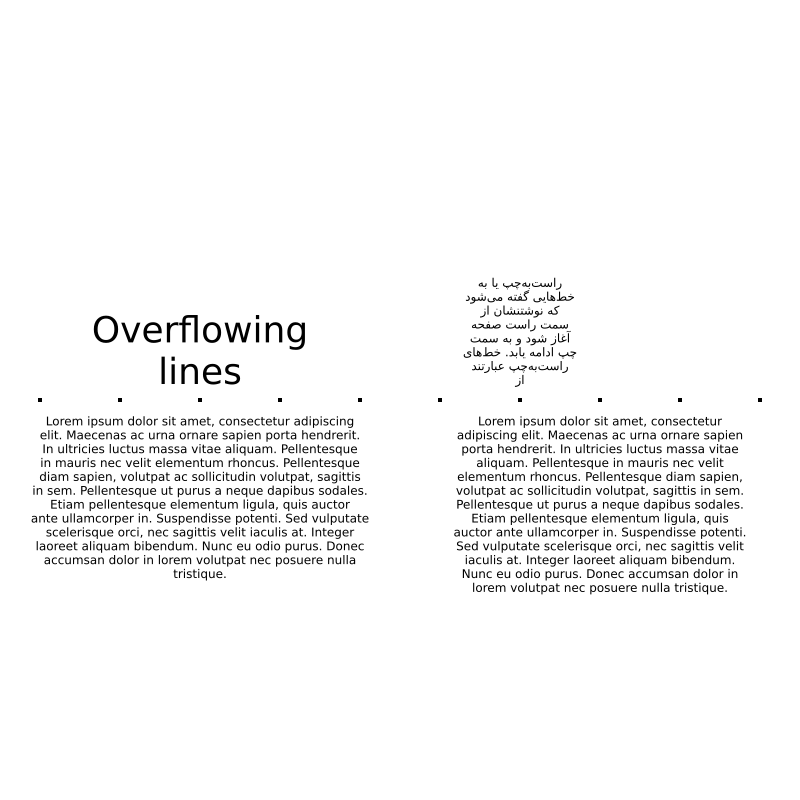 Overflowing
lines
Lorem ipsum dolor sit amet, consectetur adipiscing
elit. Maecenas ac urna ornare sapien porta hendrerit.
In ultricies luctus massa vitae aliquam. Pellentesque
in mauris nec velit elementum rhoncus. Pellentesque
diam sapien, volutpat ac sollicitudin volutpat, sagittis
in sem. Pellentesque ut purus a neque dapibus sodales.
Etiam pellentesque elementum ligula, quis auctor
ante ullamcorper in. Suspendisse potenti. Sed vulputate
scelerisque orci, nec sagittis velit iaculis at. Integer
laoreet aliquam bibendum. Nunc eu odio purus. Donec
accumsan dolor in lorem volutpat nec posuere nulla
tristique.
راست‌به‌چپ یا به
خط‌هایی گفته می‌شود
که نوشتنشان از
سمت راست صفحه
آغاز شود و به سمت
چپ ادامه یابد. خط‌های
راست‌به‌چپ عبارتند
از
Lorem ipsum dolor sit amet, consectetur
adipiscing elit. Maecenas ac urna ornare sapien
porta hendrerit. In ultricies luctus massa vitae
aliquam. Pellentesque in mauris nec velit
elementum rhoncus. Pellentesque diam sapien,
volutpat ac sollicitudin volutpat, sagittis in sem.
Pellentesque ut purus a neque dapibus sodales.
Etiam pellentesque elementum ligula, quis
auctor ante ullamcorper in. Suspendisse potenti.
Sed vulputate scelerisque orci, nec sagittis velit
iaculis at. Integer laoreet aliquam bibendum.
Nunc eu odio purus. Donec accumsan dolor in
lorem volutpat nec posuere nulla tristique.